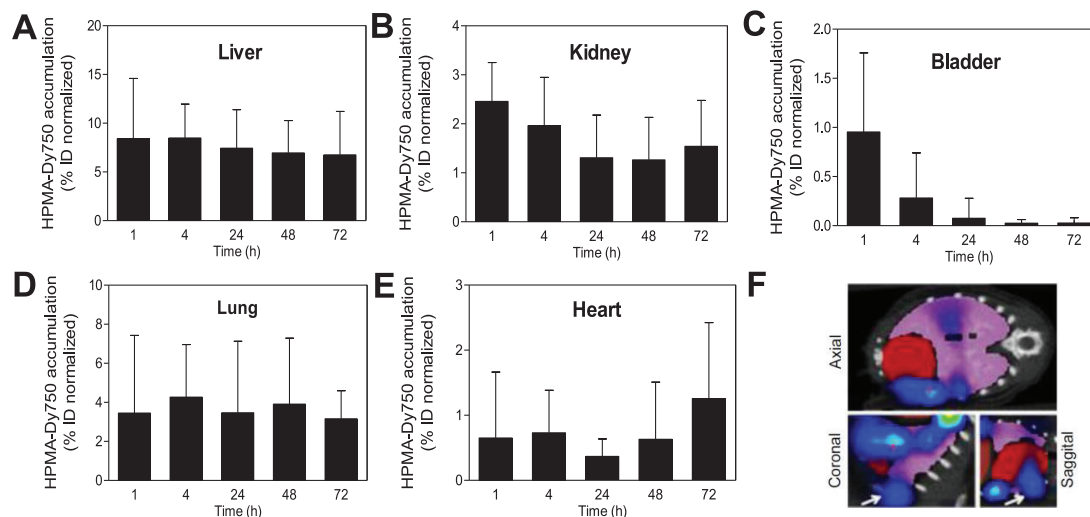 A
HPMA-Dy750 accumulation
(% ID normalized)
20
15
10
5
0
Liver
1 4 24 48 72
Time (h)
B
HPMA-Dy750 accumulation
(% ID normalized)
4
3
2
1
0
Kidney
1 4 24 48 72
Time (h)
C
HPMA-Dy750 accumulation
(% ID normalized)
2.0
1.5
1.0
0.5
0.0
Bladder
1 4 24 48 72
Time (h)
D
HPMA-Dy750 accumulation
(% ID normalized)
10
8
6
4
2
0
Lung
1 4 24 48 72
Time (h)
E
HPMA-Dy750 accumulation
(% ID normalized)
3
2
1
0
Heart
1 4 24 48 72
Time (h)
F
Axial
Coronal
Saggital